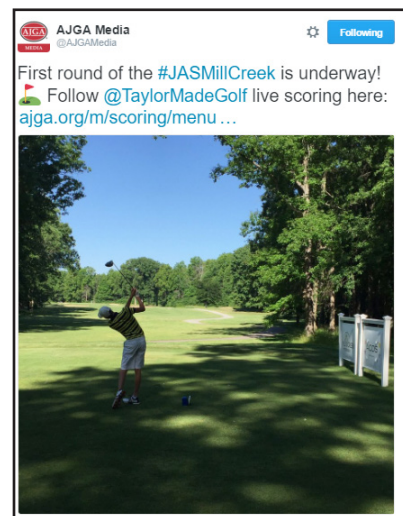 AJGA
MEDIA
AJGA Media
@AJGAMedia
Following
First round of the #JASMillCreek is underway!
Follow @TaylorMadeGolf live scoring here:
ajga.org/m/scoring/menu…